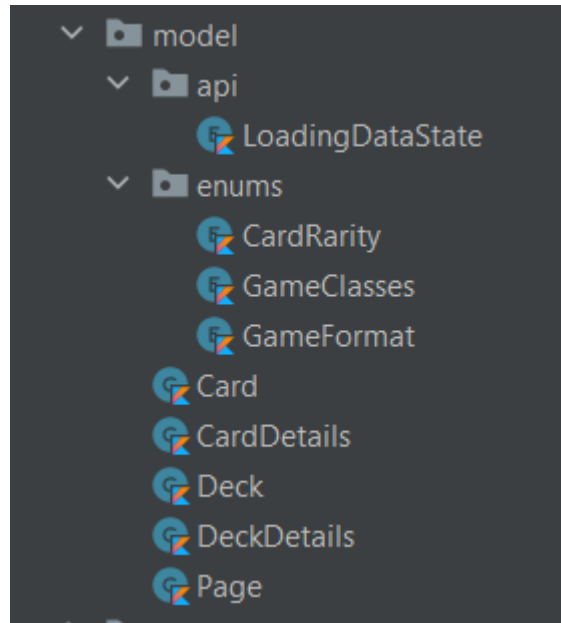 model
api
LoadingDataState
enums
CardRarity
GameClasses
GameFormat
Card
CardDetails
Deck
DeckDetails
Page